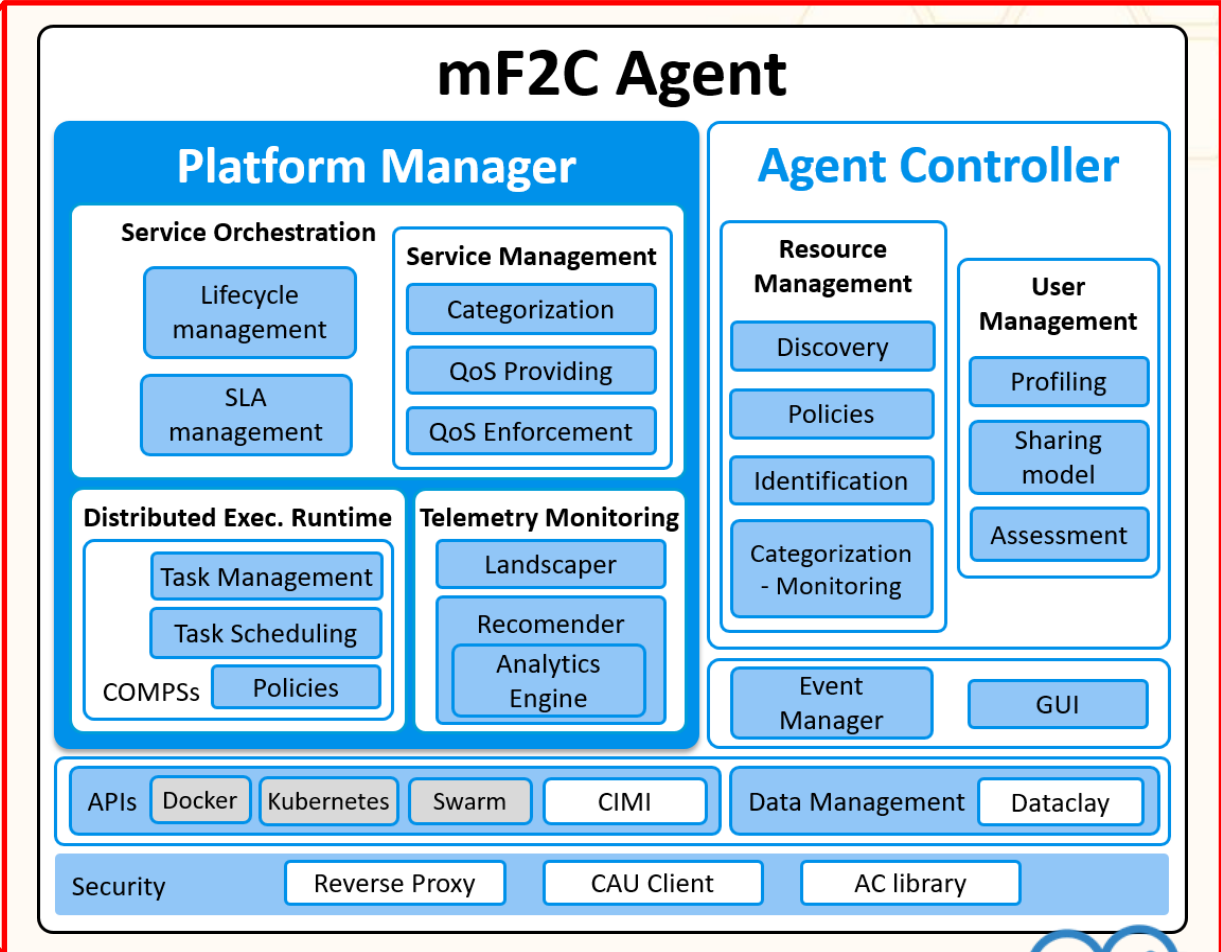 mF2C Agent
Platform Manager
Service Orchestration
Lifecycle
management
SLA
management
Service Management
Categorization
QoS Providing
QoS Enforcement
Distributed Exec. Runtime
Task Management
Task Scheduling
COMPSs
Policies
Telemetry Monitoring
Landscaper
Recomender
Analytics
Engine
Agent Controller
Resource
Management
Discovery
Policies
Identification
Categorization
- Monitoring
User
Management
Profiling
Sharing
model
Assessment
Event
Manager
GUI
APIs
Docker
Kubernetes
Swarm
CIMI
Data Management
Dataclay
Security
Reverse Proxy
CAU Client
AC library